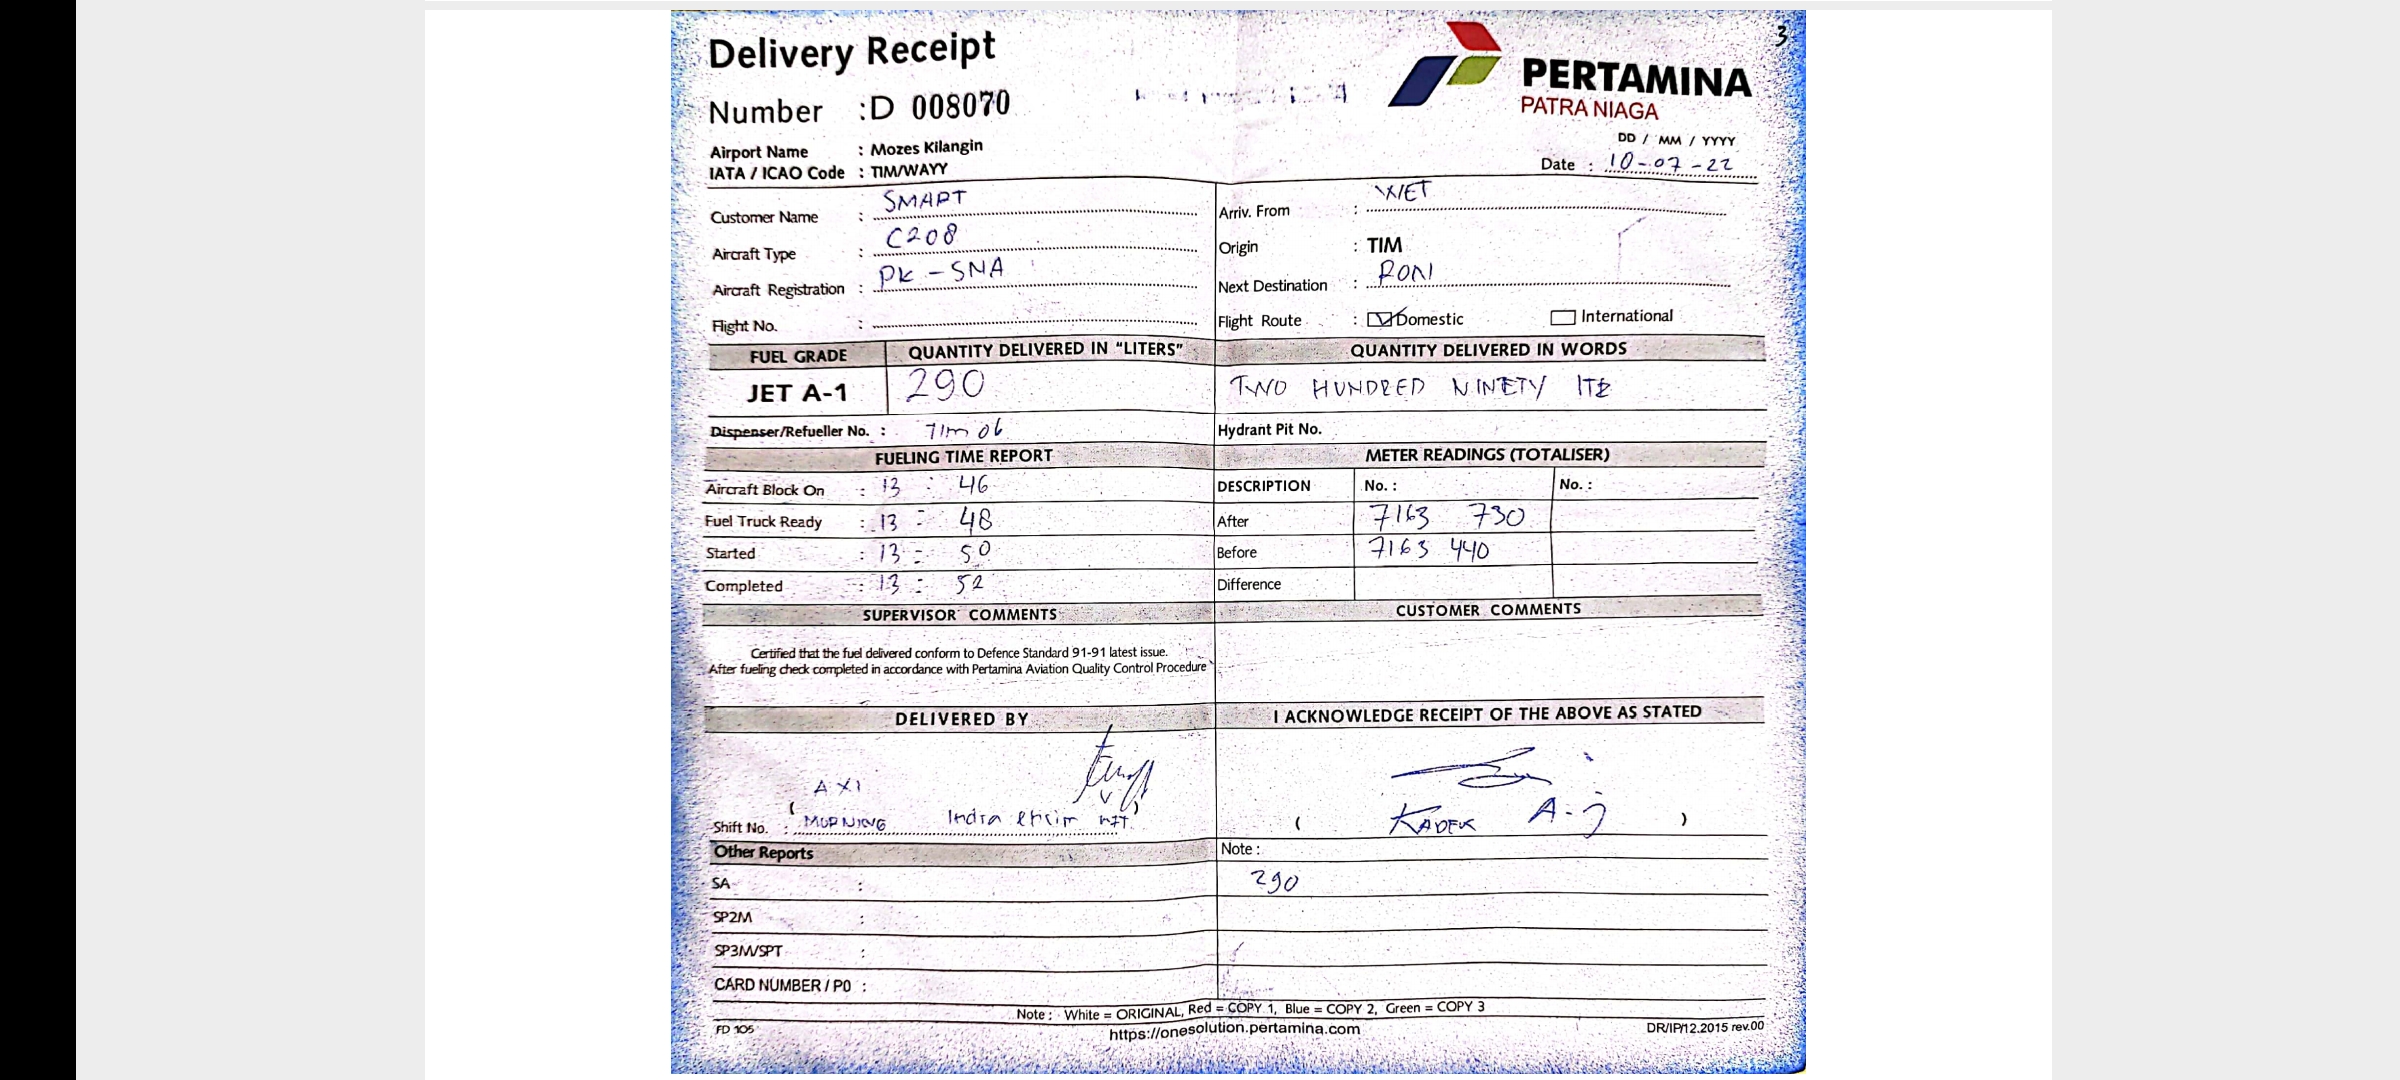 3
Delivery Receipt
PERTAMINA
PATRA NIAGA
Number :D 008070
DD / MM / YYYY
Date : 10-07-22
Airport Name : Mozes Kilangin
IATA / ICAO Code : TIM/WAYY
Customer Name : SMART
Arriv. From : WET
Aircraft Type : C208
Origin : TIM
Aircraft Registration : PK - SNA
Next Destination : RONI
Flight No. :
Flight Route : Domestic International
FUEL GRADE QUANTITY DELIVERED IN "LITERS" QUANTITY DELIVERED IN WORDS
JET A-1 290 TWO HUNDRED NINETY
Dispenser/Refueller No. : TIM 06 Hydrant Pit No.
FUELING TIME REPORT METER READINGS (TOTALISER)
Aircraft Block On : 13 : 46 DESCRIPTION No. : No. :
Fuel Truck Ready : 13 : 48 After 7163 730
Started : 13 : 50 Before 7163 440
Completed : 13 : 52 Difference
SUPERVISOR COMMENTS CUSTOMER COMMENTS
Certified that the fuel delivered conform to Defence Standard 91-91 latest issue.
After fueling check completed in accordance with Pertamina Aviation Quality Control Procedure
DELIVERED BY I ACKNOWLEDGE RECEIPT OF THE ABOVE AS STATED
Shift No. : MORNING Indra
( KADEK A.J )
Other Reports Note :
SA : 290
SP2M :
SP3M/SPT :
CARD NUMBER / P0 :
Note : White = ORIGINAL, Red = COPY 1, Blue = COPY 2, Green = COPY 3
FD 105 https://onesolution.pertamina.com DR/IP/12.2015 rev.00